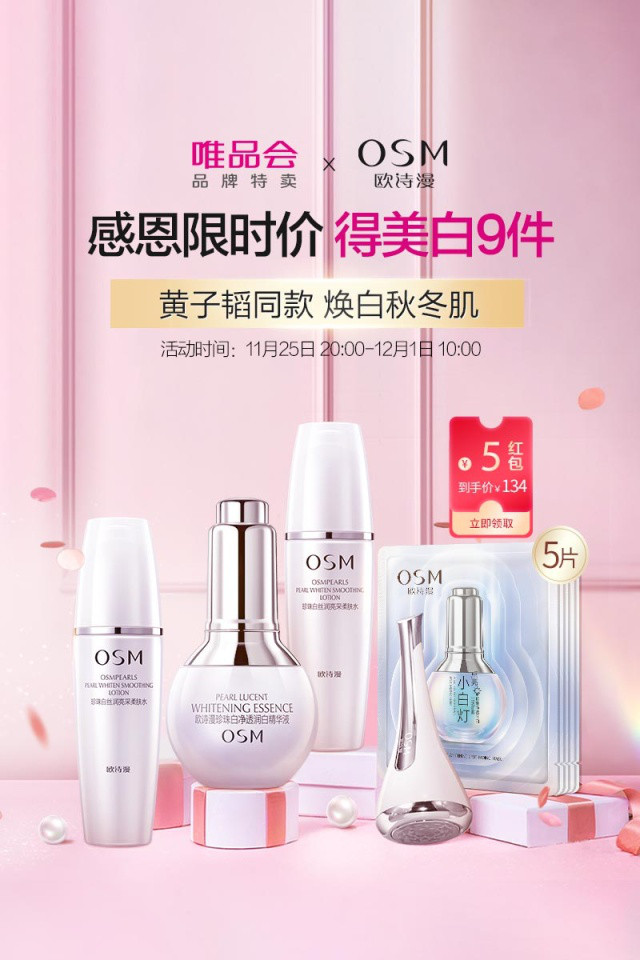 唯品会
品牌特卖
×
OSM
欧诗漫
感恩限时价 得美白9件
黄子韬同款 焕白秋冬肌
活动时间：11月25日 20:00-12月1日 10:00
¥5红包
到手价¥134
立即领取
5片
OSM
OSMPEARLS
PEARL WHITEN SMOOTHING
LOTION
珍珠白丝润亮采柔肤水
欧诗漫
OSM
OSMPEARLS
PEARL WHITEN SMOOTHING
LOTION
珍珠白丝润亮采柔肤水
欧诗漫
PEARL LUCENT
WHITENING ESSENCE
欧诗漫珍珠白净透润白精华液
OSM
OSM
欧诗漫
小白灯
OSM